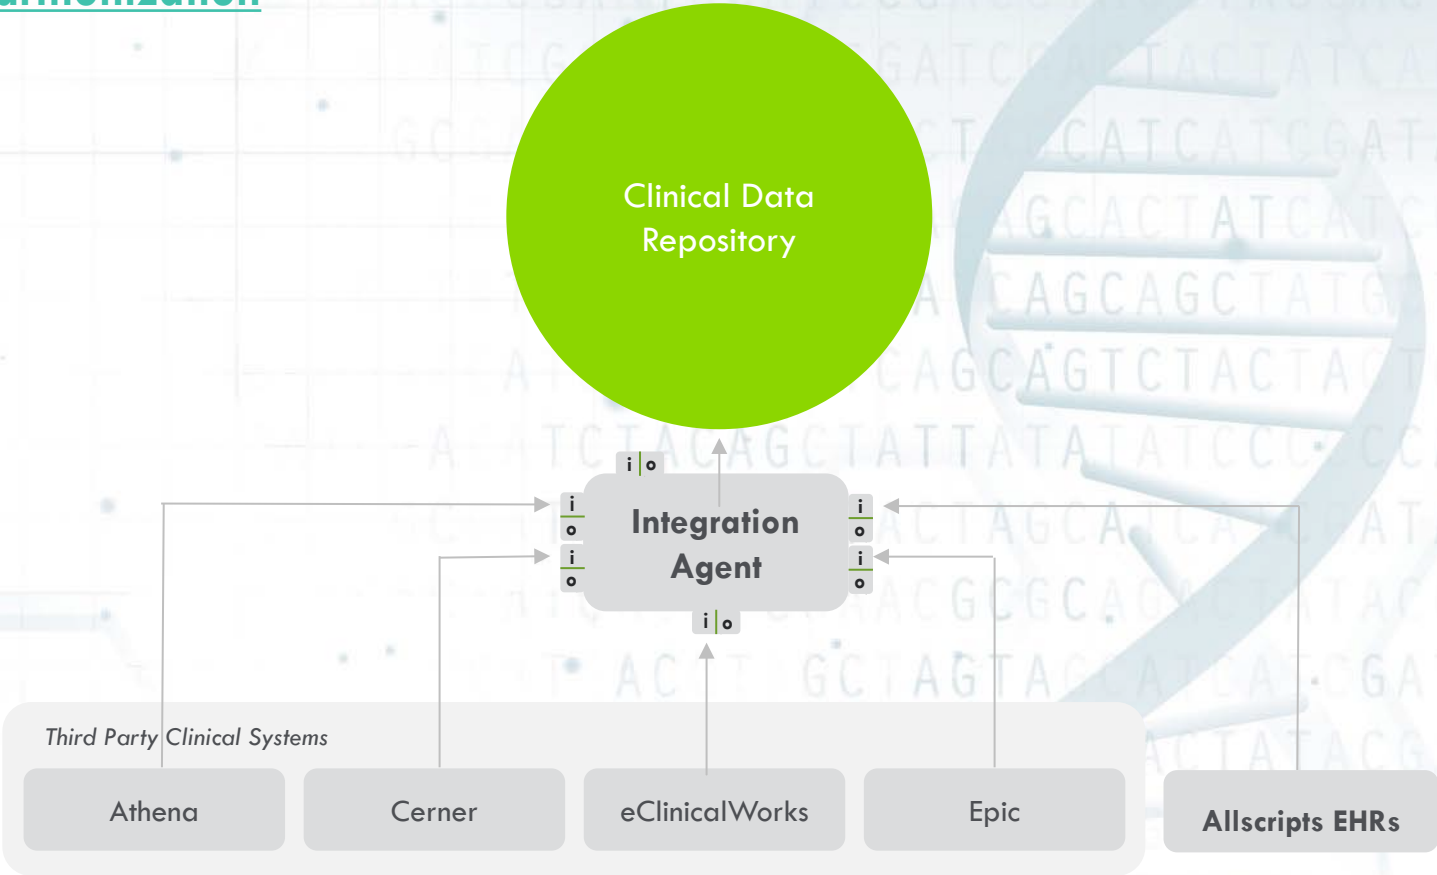 Clinical Data
Repository
i|o
Integration
Agent
i
o
i
o
i
o
i
o
i|o
Third Party Clinical Systems
Athena
Cerner
eClinicalWorks
Epic
Allscripts EHRs